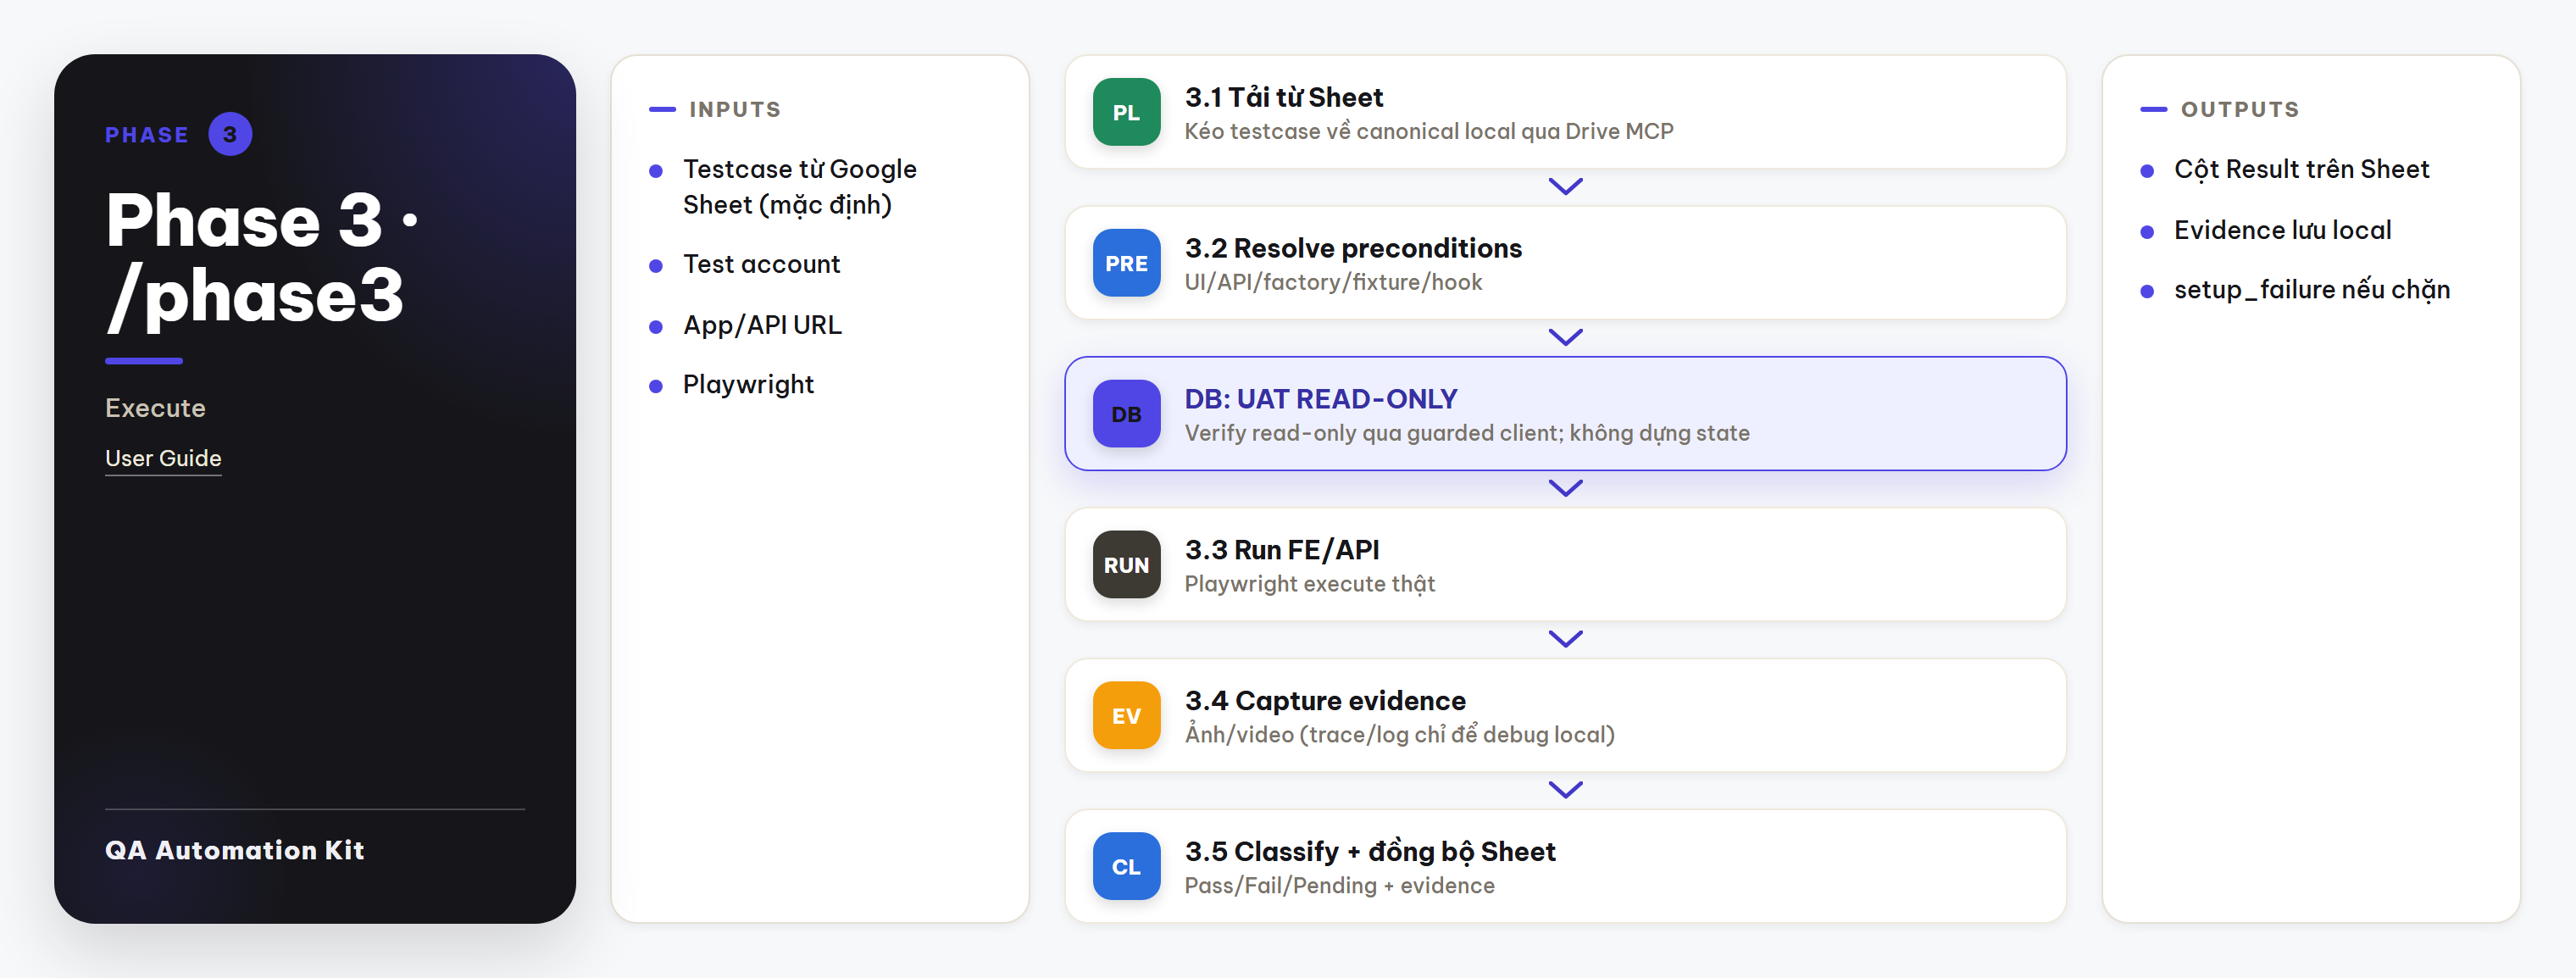 PHASE 3
Phase 3 ·
/phase3
Execute
User Guide
QA Automation Kit
INPUTS
Testcase từ Google
Sheet (mặc định)
Test account
App/API URL
Playwright
PL
3.1 Tải từ Sheet
Kéo testcase về canonical local qua Drive MCP
PRE
3.2 Resolve preconditions
UI/API/factory/fixture/hook
DB
DB: UAT READ-ONLY
Verify read-only qua guarded client; không dựng state
RUN
3.3 Run FE/API
Playwright execute thật
EV
3.4 Capture evidence
Ảnh/video (trace/log chỉ để debug local)
CL
3.5 Classify + đồng bộ Sheet
Pass/Fail/Pending + evidence
OUTPUTS
Cột Result trên Sheet
Evidence lưu local
setup_failure nếu chặn